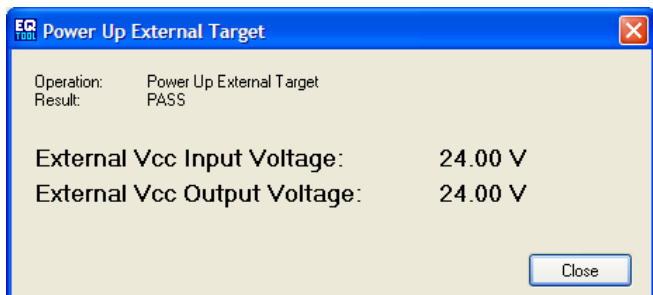 EQ TOOL Power Up External Target
Operation: Power Up External Target
Result: PASS
External Vcc Input Voltage: 24.00 V
External Vcc Output Voltage: 24.00 V
Close